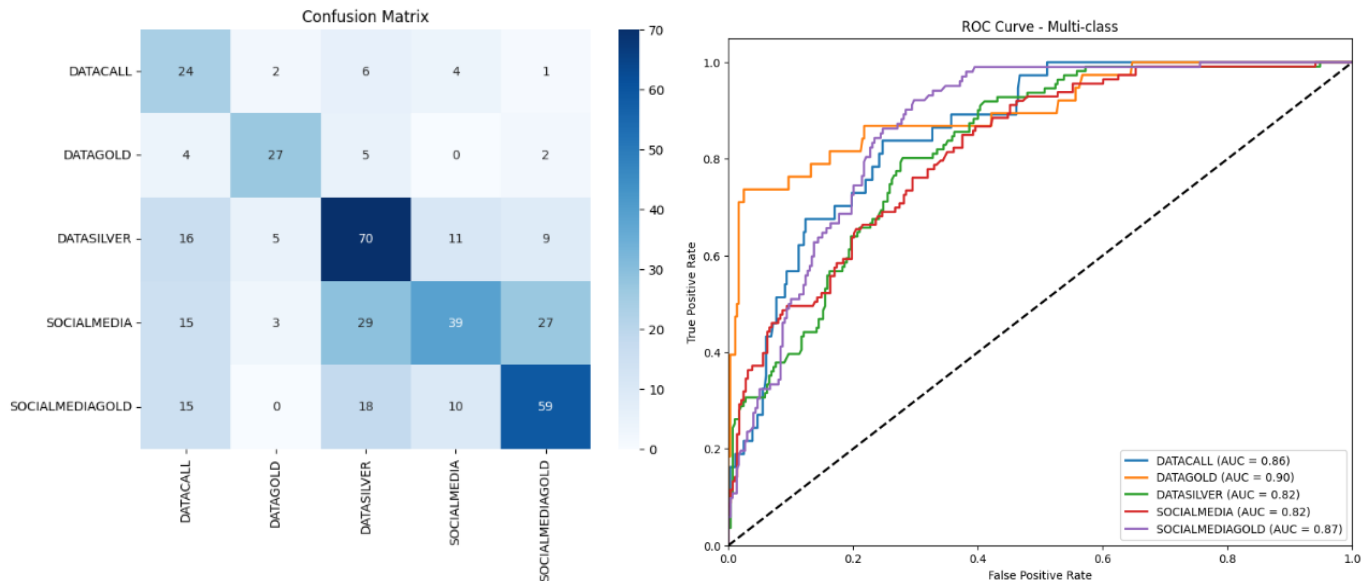 Confusion Matrix
DATACALL 24 2 6 4 1
DATAGOLD 4 27 5 0 2
DATASILVER 16 5 70 11 9
SOCIALMEDIA 15 3 29 39 27
SOCIALMEDIAGOLD 15 0 18 10 59
DATACALL
DATAGOLD
DATASILVER
SOCIALMEDIA
SOCIALMEDIAGOLD
70
60
50
40
30
20
10
0
ROC Curve - Multi-class
True Positive Rate
1.0
0.8
0.6
0.4
0.2
0.0
DATACALL (AUC = 0.86)
DATAGOLD (AUC = 0.90)
DATASILVER (AUC = 0.82)
SOCIALMEDIA (AUC = 0.82)
SOCIALMEDIAGOLD (AUC = 0.87)
0.0 0.2 0.4 0.6 0.8 1.0
False Positive Rate